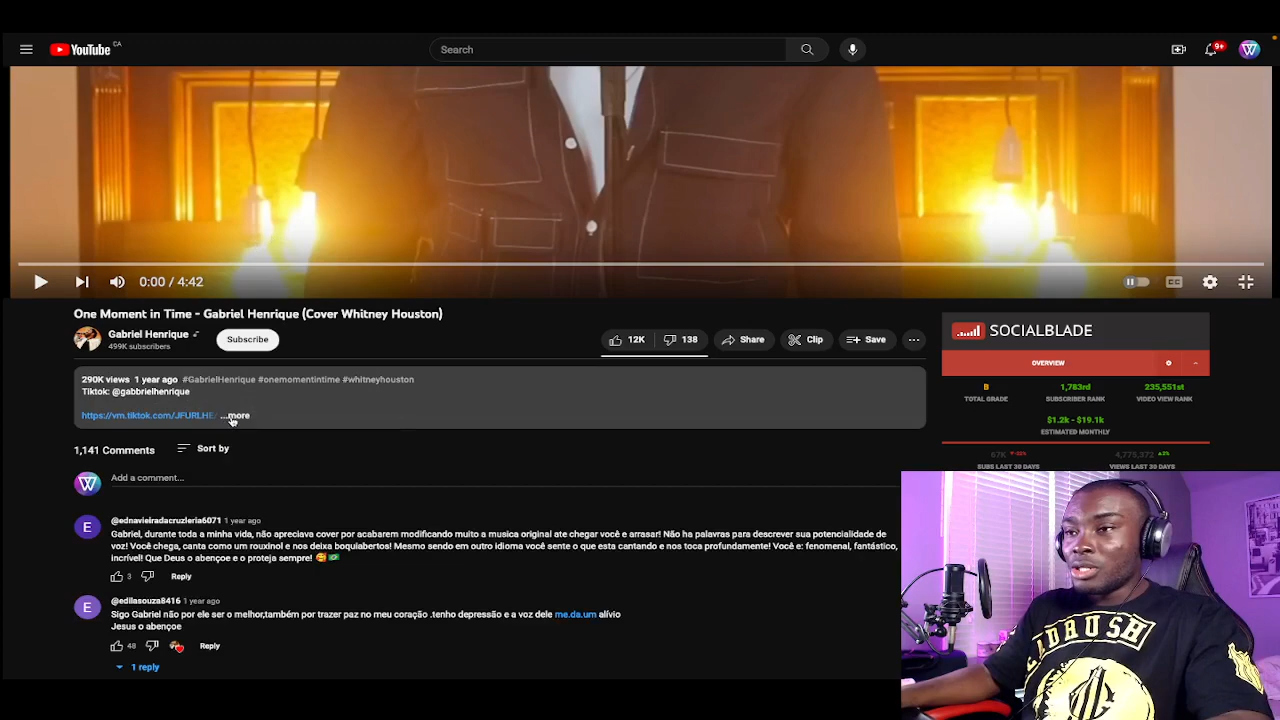 YouTube CA
Search
9+
W
0:00 / 4:42
CC
One Moment in Time - Gabriel Henrique (Cover Whitney Houston)
Gabriel Henrique
499K subscribers
Subscribe
12K
138
Share
Clip
Save
290K views 1 year ago #GabrielHenrique #onemomentintime #whitneyhouston
Tiktok: @gabbrielhenrique
https://vm.tiktok.com/JFURLHE/ ...more
SOCIALBLADE
OVERVIEW
B
1,783rd
235,551st
TOTAL GRADE
SUBSCRIBER RANK
VIDEO VIEW RANK
$1.2k - $19.1k
ESTIMATED MONTHLY
67K
4,775,372
SUBS LAST 30 DAYS
VIEWS LAST 30 DAYS
1,141 Comments
Sort by
W
Add a comment...
E
@ednavieiradacruzleria6071 1 year ago
Gabriel, durante toda a minha vida, não apreciava cover por acabarem modificando muito a musica original ate chegar você e arrasar! Não ha palavras para descrever sua potencialidade de
voz! Você chega, canta como um rouxinol e nos deixa boquiabertos! Mesmo sendo em outro idioma você sente o que esta cantando e nos toca profundamente! Você e: fenomenal, fantástico,
incrível! Que Deus o abençoe e o proteja sempre!
3
Reply
E
@edilasouza8416 1 year ago
Sigo Gabriel não por ele ser o melhor,também por trazer paz no meu coração .tenho depressão e a voz dele me.da.um alívio
Jesus o abençoe
48
Reply
1 reply